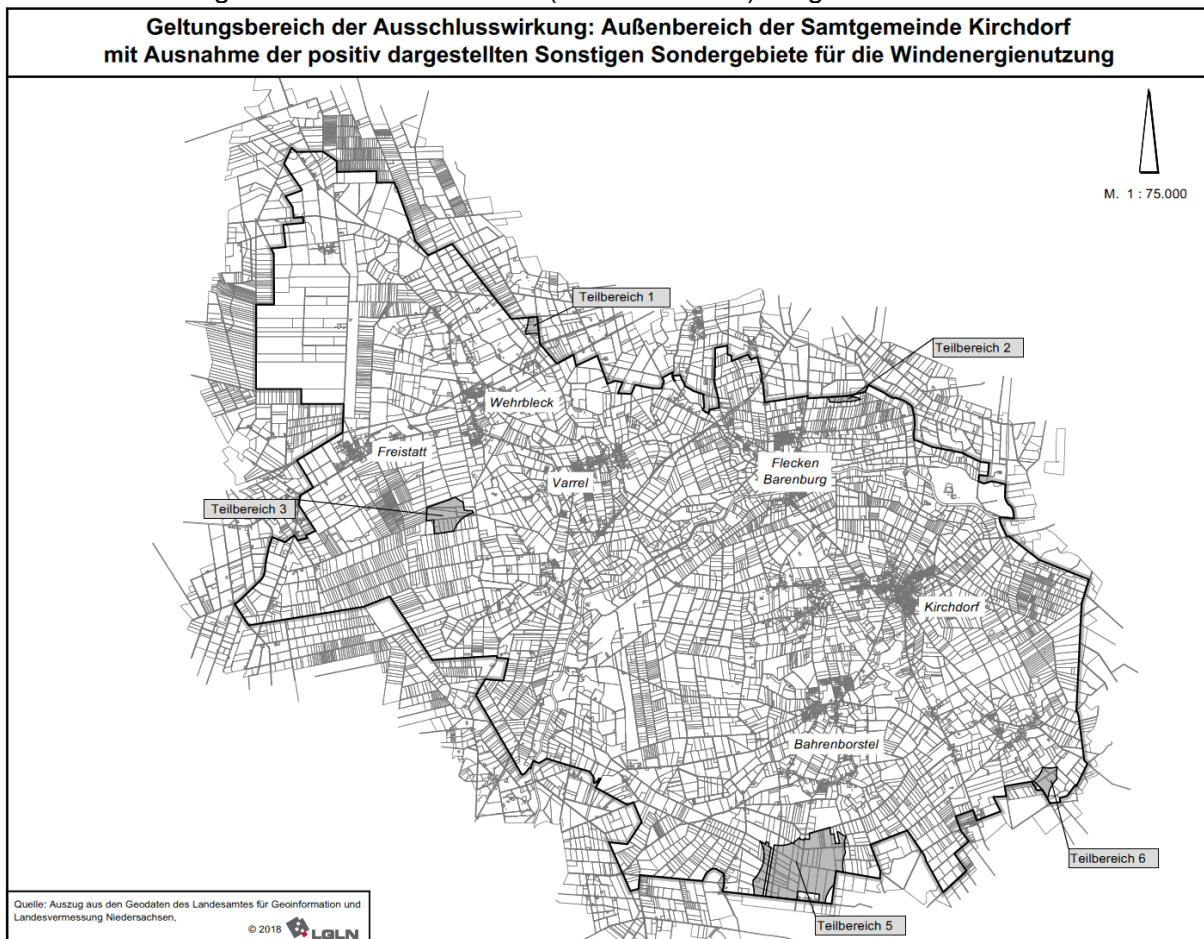 Geltungsbereich der Ausschlusswirkung: Außenbereich der Samtgemeinde Kirchdorf
mit Ausnahme der positiv dargestellten Sonstigen Sondergebiete für die Windenergienutzung
M. 1 : 75.000
Teilbereich 1
Teilbereich 2
Wehrbleck
Freistatt
Flecken
Barenburg
Varrel
Teilbereich 3
Kirchdorf
Bahrenborstel
Teilbereich 6
Teilbereich 5
Quelle: Auszug aus den Geodaten des Landesamtes für Geoinformation und
Landesvermessung Niedersachsen,
© 2018 LGLN